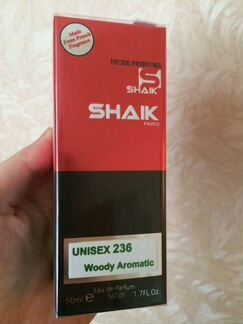 Made
From French
Fragrance
NICHE PERFUME
S
SHAIK
SHAIK
PARIS
UNISEX 236
Woody Aromatic
Eau de Parfum
50ml e
1.7FL.Oz.